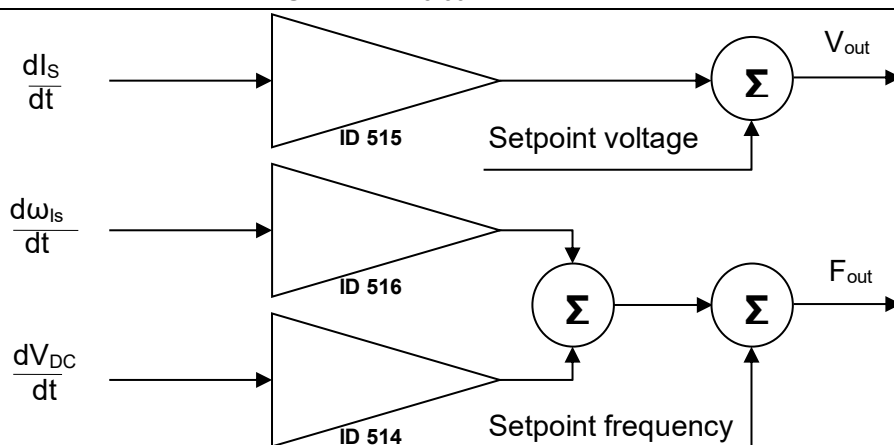 dI_S
dt
ID 515
Σ
V_out
Setpoint voltage
dω_Is
dt
ID 516
Σ
Σ
F_out
dV_DC
dt
ID 514
Setpoint frequency